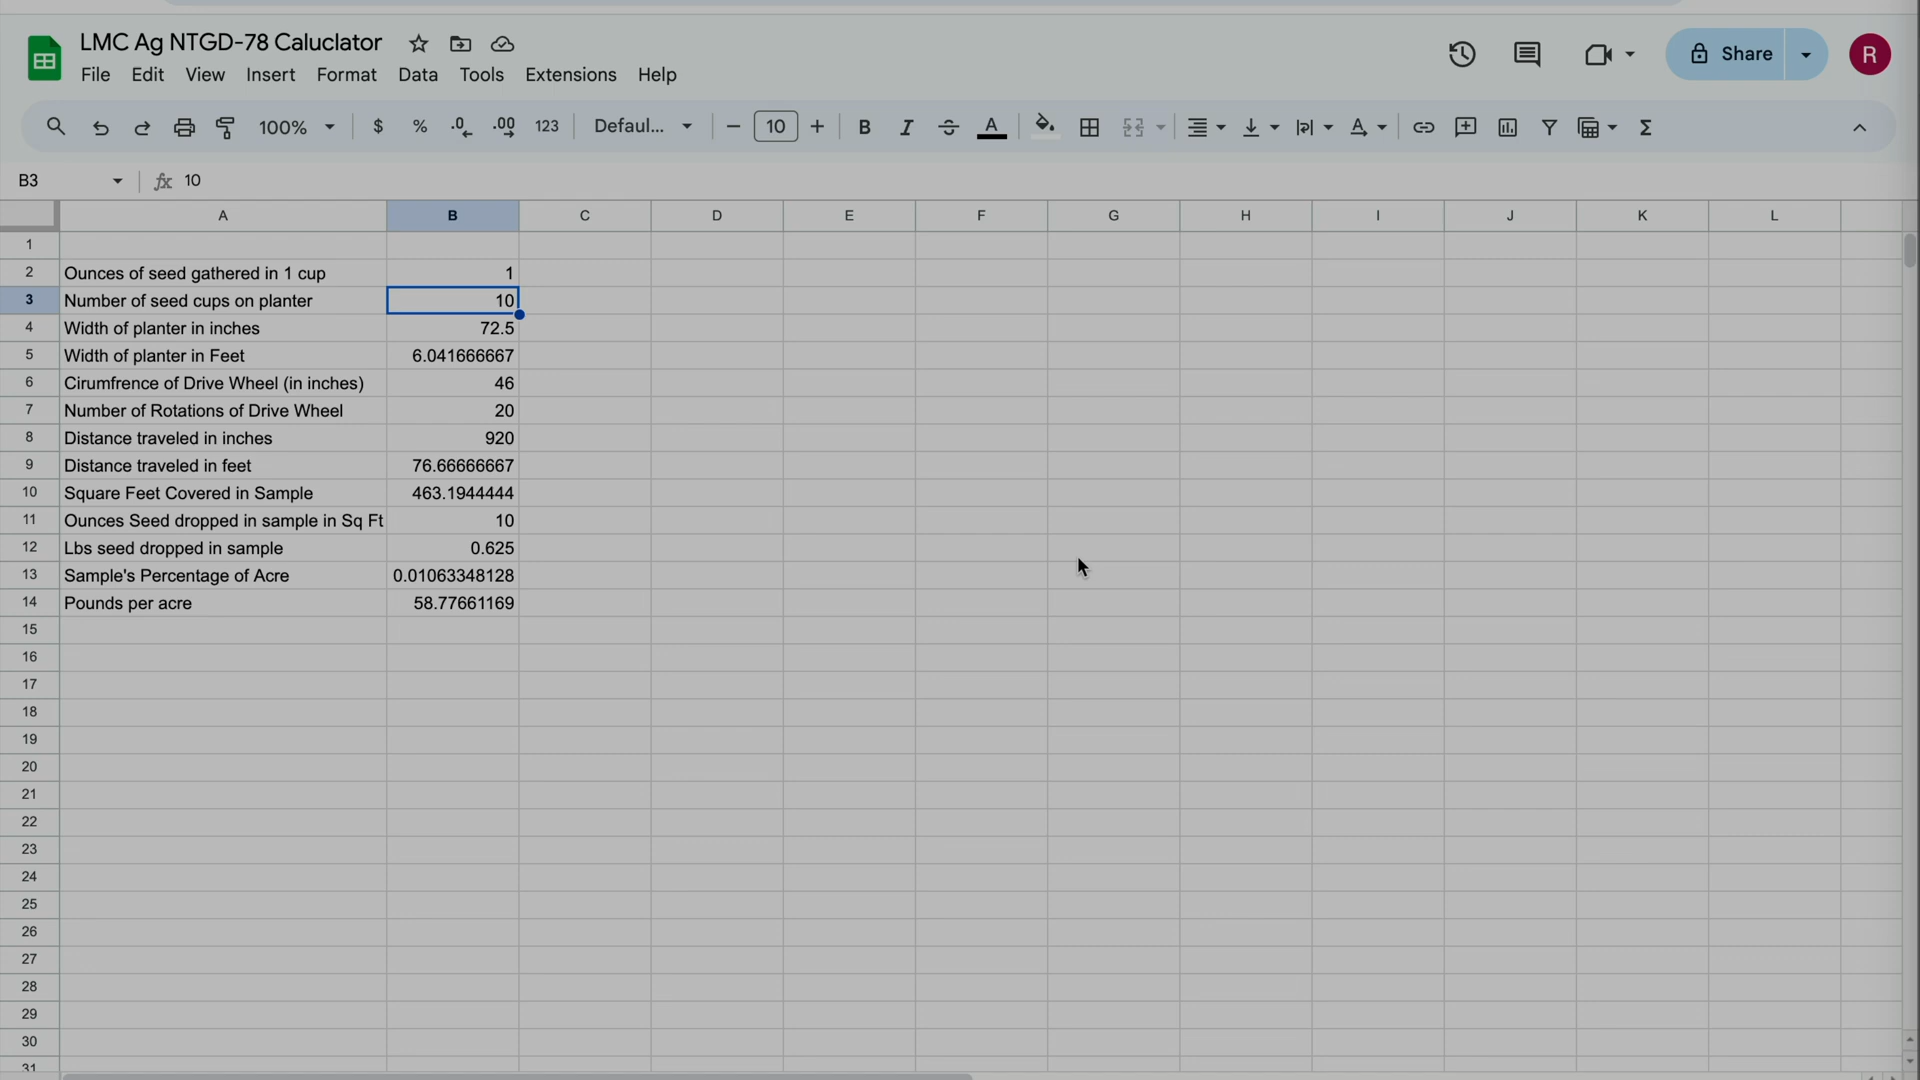 LMC Ag NTGD-78 Caluclator
File Edit View Insert Format Data Tools Extensions Help
Share
R
100% $ % .0 .00 123 Defaul... 10 B I A
B3 fx 10
A B C D E F G H I J K L
1
2 Ounces of seed gathered in 1 cup 1
3 Number of seed cups on planter 10
4 Width of planter in inches 72.5
5 Width of planter in Feet 6.041666667
6 Cirumfrence of Drive Wheel (in inches) 46
7 Number of Rotations of Drive Wheel 20
8 Distance traveled in inches 920
9 Distance traveled in feet 76.66666667
10 Square Feet Covered in Sample 463.1944444
11 Ounces Seed dropped in sample in Sq Ft 10
12 Lbs seed dropped in sample 0.625
13 Sample's Percentage of Acre 0.01063348128
14 Pounds per acre 58.77661169
15
16
17
18
19
20
21
22
23
24
25
26
27
28
29
30
31